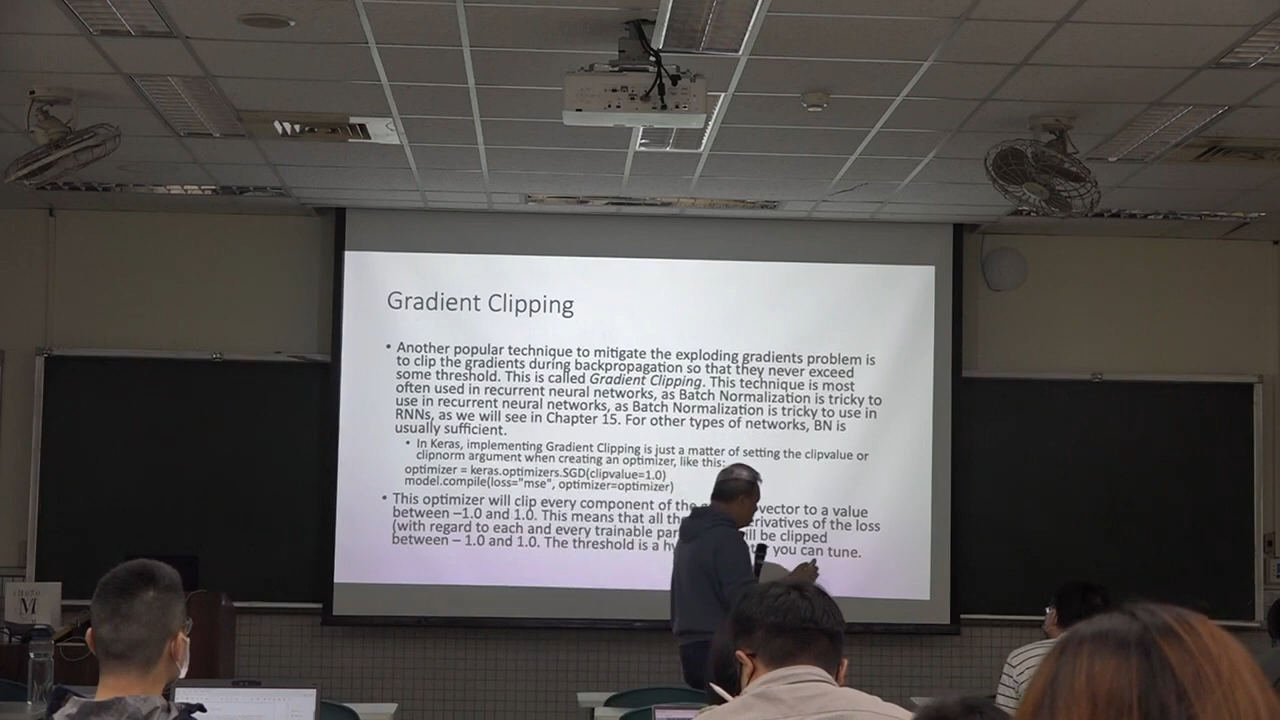 Gradient Clipping
• Another popular technique to mitigate the exploding gradients problem is
to clip the gradients during backpropagation so that they never exceed
some threshold. This is called Gradient Clipping. This technique is most
often used in recurrent neural networks, as Batch Normalization is tricky to
use in recurrent neural networks, as Batch Normalization is tricky to use in
RNNs, as we will see in Chapter 15. For other types of networks, BN is
usually sufficient.
• In Keras, implementing Gradient Clipping is just a matter of setting the clipvalue or
clipnorm argument when creating an optimizer, like this:
optimizer = keras.optimizers.SGD(clipvalue=1.0)
model.compile(loss="mse", optimizer=optimizer)
• This optimizer will clip every component of the vector to a value
between –1.0 and 1.0. This means that all the of the loss
(with regard to each and every trainable will be clipped
between – 1.0 and 1.0. The threshold is a you can tune.
M